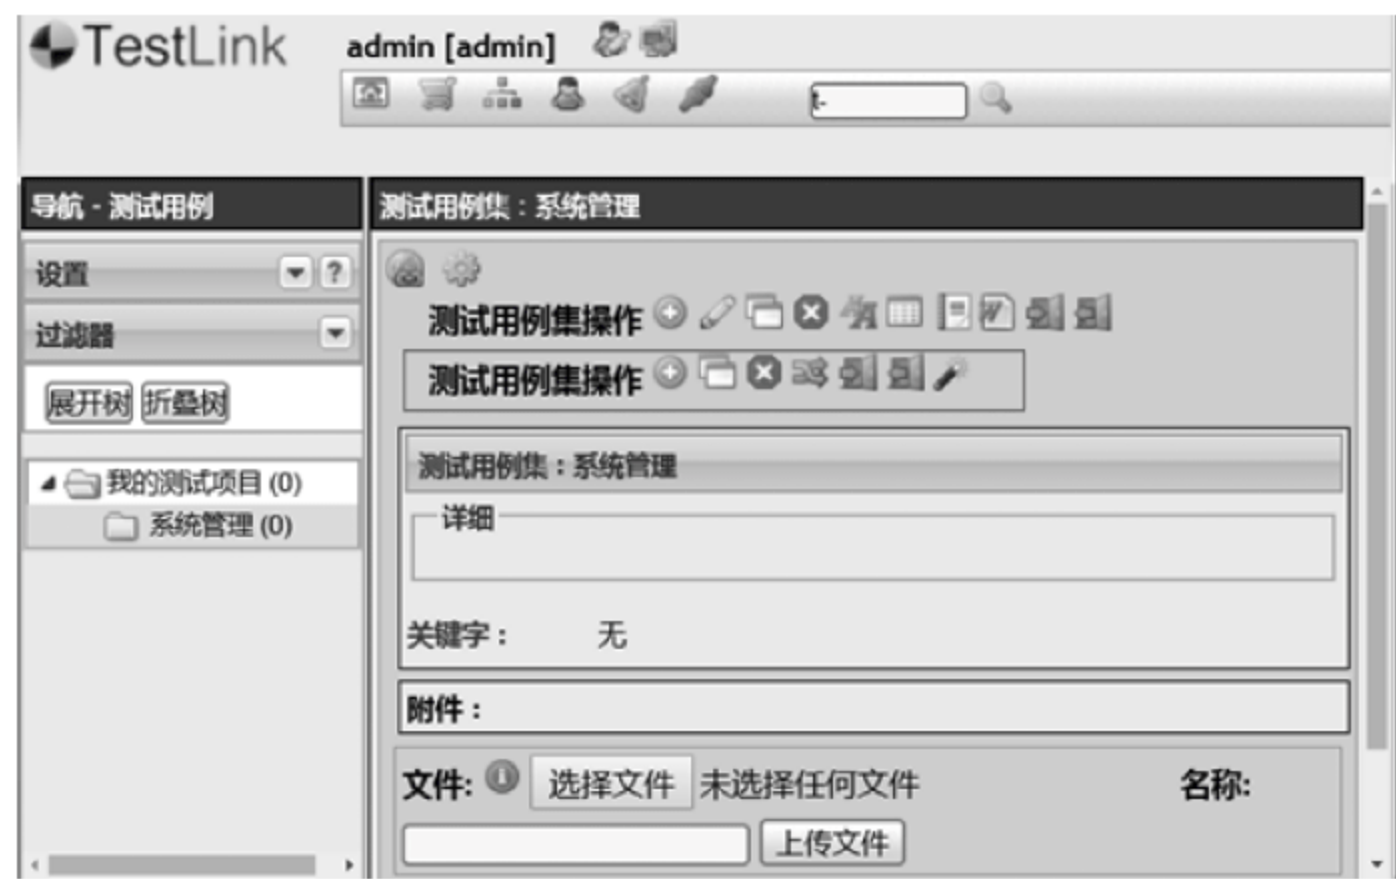 TestLink
admin [admin]
t-
导航 - 测试用例
设置
?
过滤器
展开树 折叠树
我的测试项目 (0)
系统管理 (0)
测试用例集：系统管理
测试用例集操作
测试用例集操作
测试用例集：系统管理
详细
关键字： 无
附件：
文件: 选择文件 未选择任何文件 名称:
上传文件